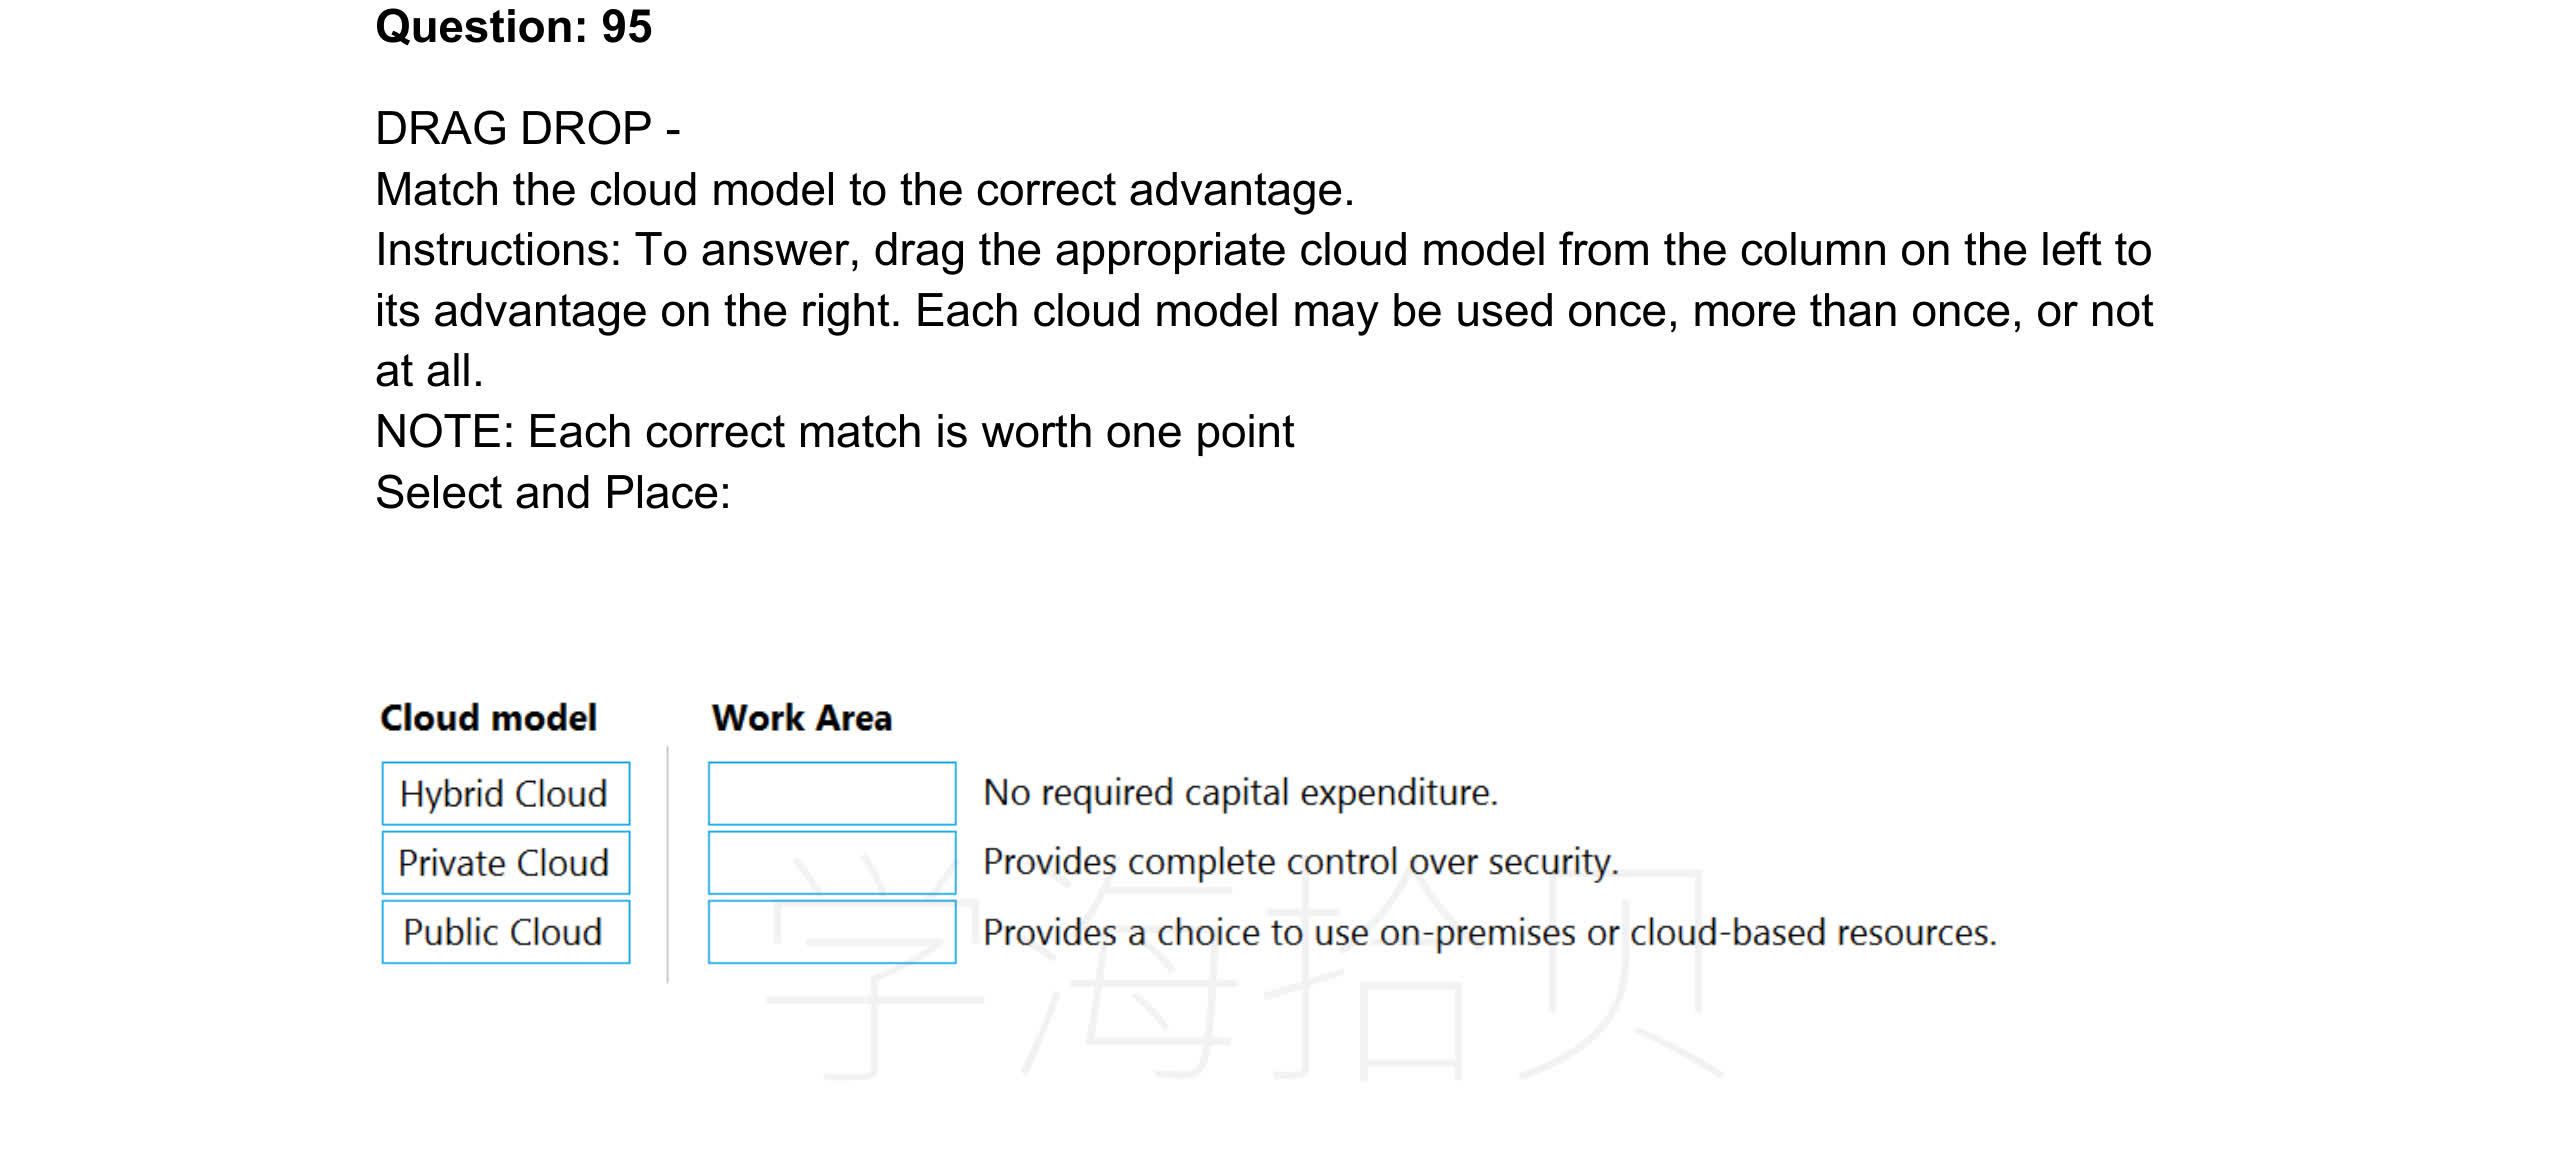 Question: 95
DRAG DROP -
Match the cloud model to the correct advantage.
Instructions: To answer, drag the appropriate cloud model from the column on the left to
its advantage on the right. Each cloud model may be used once, more than once, or not
at all.
NOTE: Each correct match is worth one point
Select and Place:
Cloud model
Work Area
Hybrid Cloud
No required capital expenditure.
Private Cloud
Provides complete control over security.
Public Cloud
Provides a choice to use on-premises or cloud-based resources.
学海拾贝